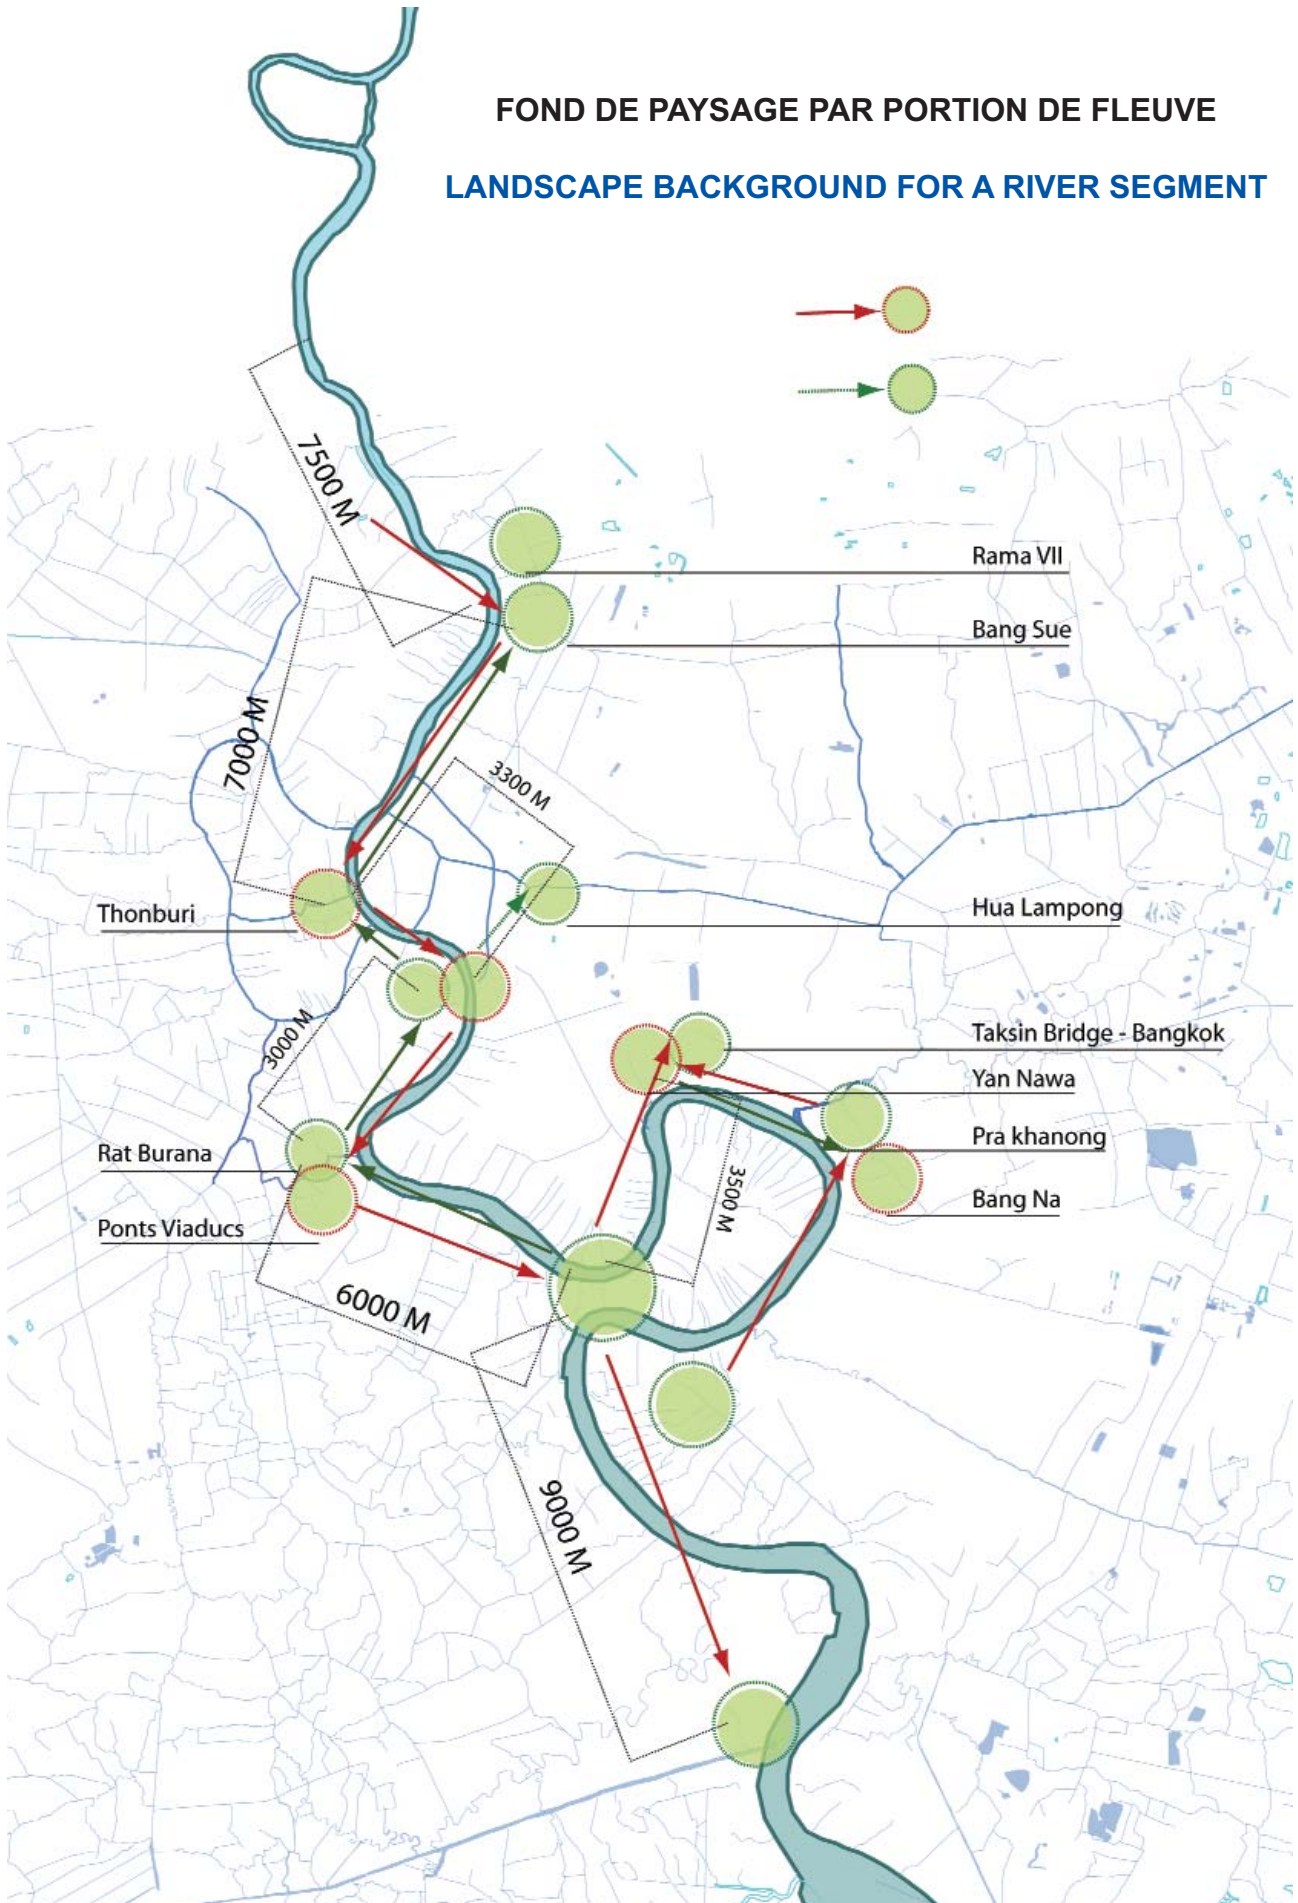 FOND DE PAYSAGE PAR PORTION DE FLEUVE
LANDSCAPE BACKGROUND FOR A RIVER SEGMENT
7500 M
Rama VII
Bang Sue
7000 M
3300 M
Thonburi
Hua Lampong
3000 M
Taksin Bridge - Bangkok
Yan Nawa
Pra khanong
Rat Burana
3500 M
Bang Na
Ponts Viaducs
6000 M
9000 M